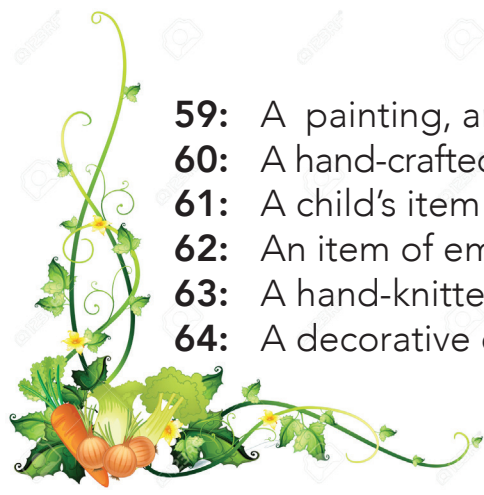 59: A painting, a
60: A hand-crafted
61: A child's item
62: An item of em
63: A hand-knitte
64: A decorative